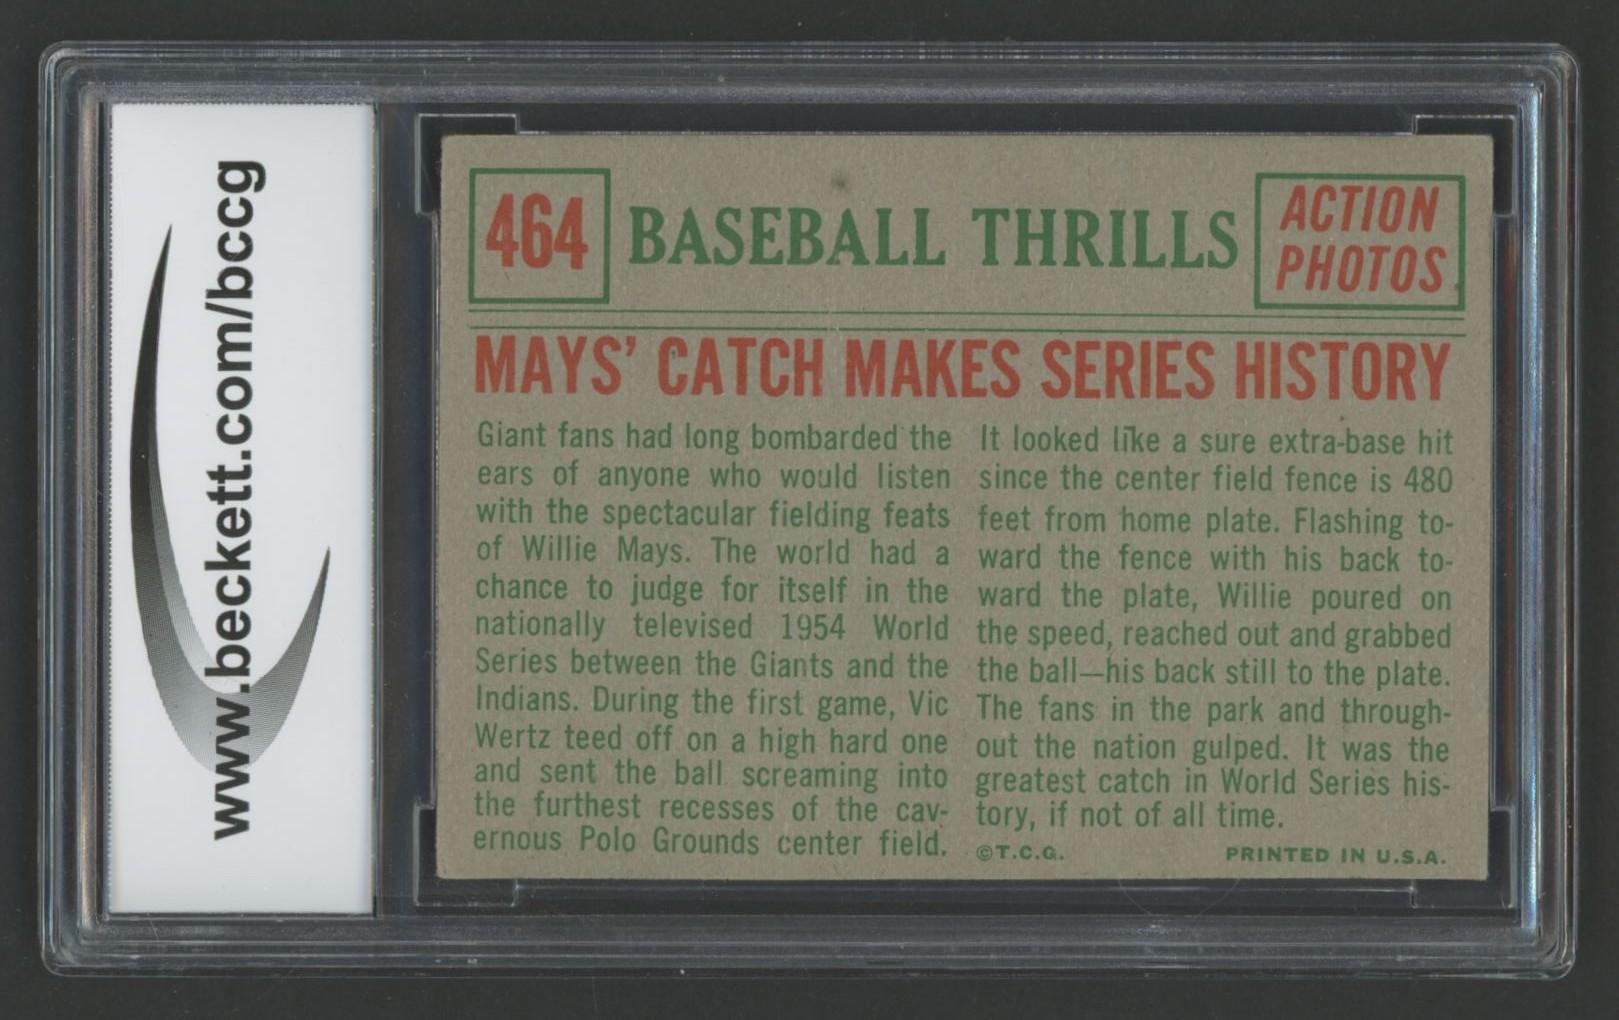 www.beckett.com/bccg
464
BASEBALL THRILLS
ACTION
PHOTOS
MAYS' CATCH MAKES SERIES HISTORY
Giant fans had long bombarded the
ears of anyone who would listen
with the spectacular fielding feats
of Willie Mays. The world had a
chance to judge for itself in the
nationally televised 1954 World
Series between the Giants and the
Indians. During the first game, Vic
Wertz teed off on a high hard one
and sent the ball screaming into
the furthest recesses of the cav-
ernous Polo Grounds center field.
It looked like a sure extra-base hit
since the center field fence is 480
feet from home plate. Flashing to-
ward the fence with his back to-
ward the plate, Willie poured on
the speed, reached out and grabbed
the ball—his back still to the plate.
The fans in the park and through-
out the nation gulped. It was the
greatest catch in World Series his-
tory, if not of all time.
©T.C.G.
PRINTED IN U.S.A.